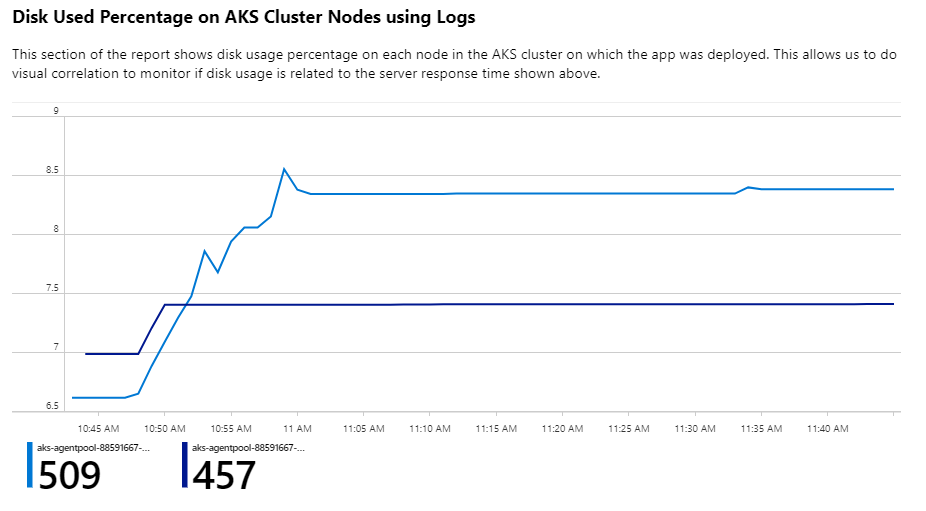 Disk Used Percentage on AKS Cluster Nodes using Logs
This section of the report shows disk usage percentage on each node in the AKS cluster on which the app was deployed. This allows us to do
visual correlation to monitor if disk usage is related to the server response time shown above.
9
8.5
8
7.5
7
6.5
10:45 AM 10:50 AM 10:55 AM 11 AM 11:05 AM 11:10 AM 11:15 AM 11:20 AM 11:25 AM 11:30 AM 11:35 AM 11:40 AM
aks-agentpool-88591667-... aks-agentpool-88591667-...
509 457